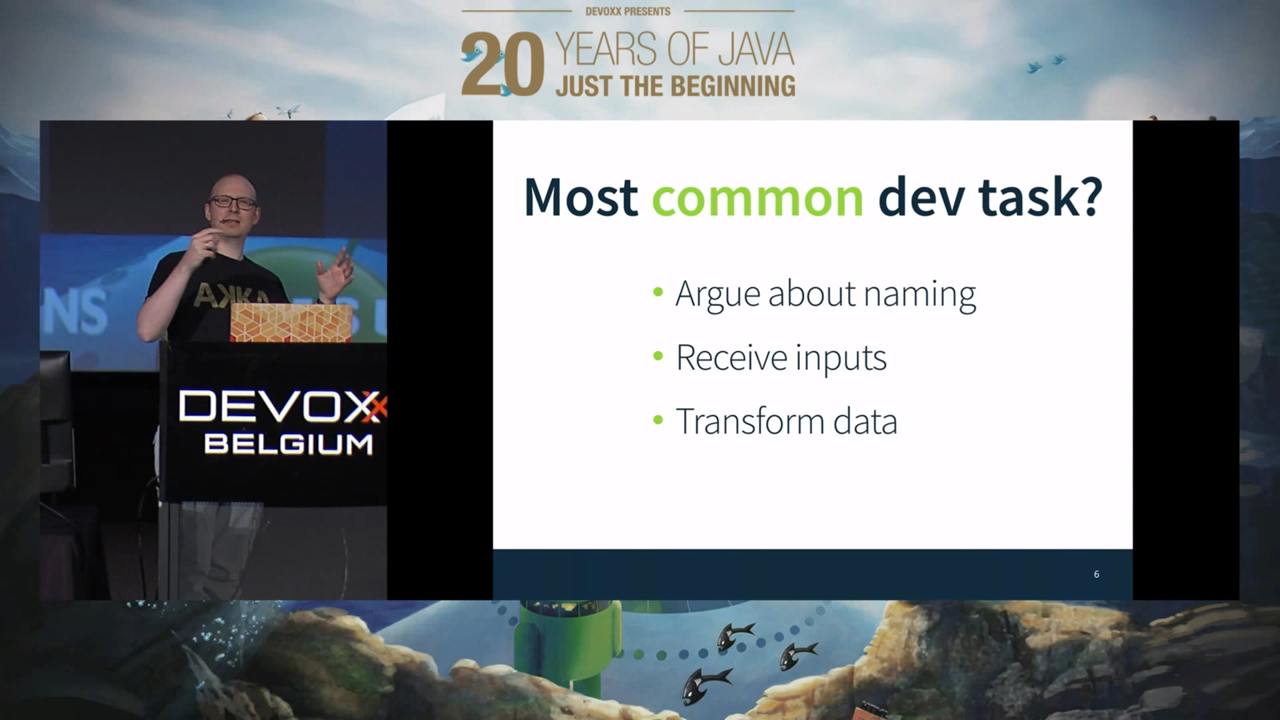 DEVOXX PRESENTS
20 YEARS OF JAVA
JUST THE BEGINNING
Most common dev task?
• Argue about naming
• Receive inputs
• Transform data
6
AKKA
NS
DEVOXX
BELGIUM